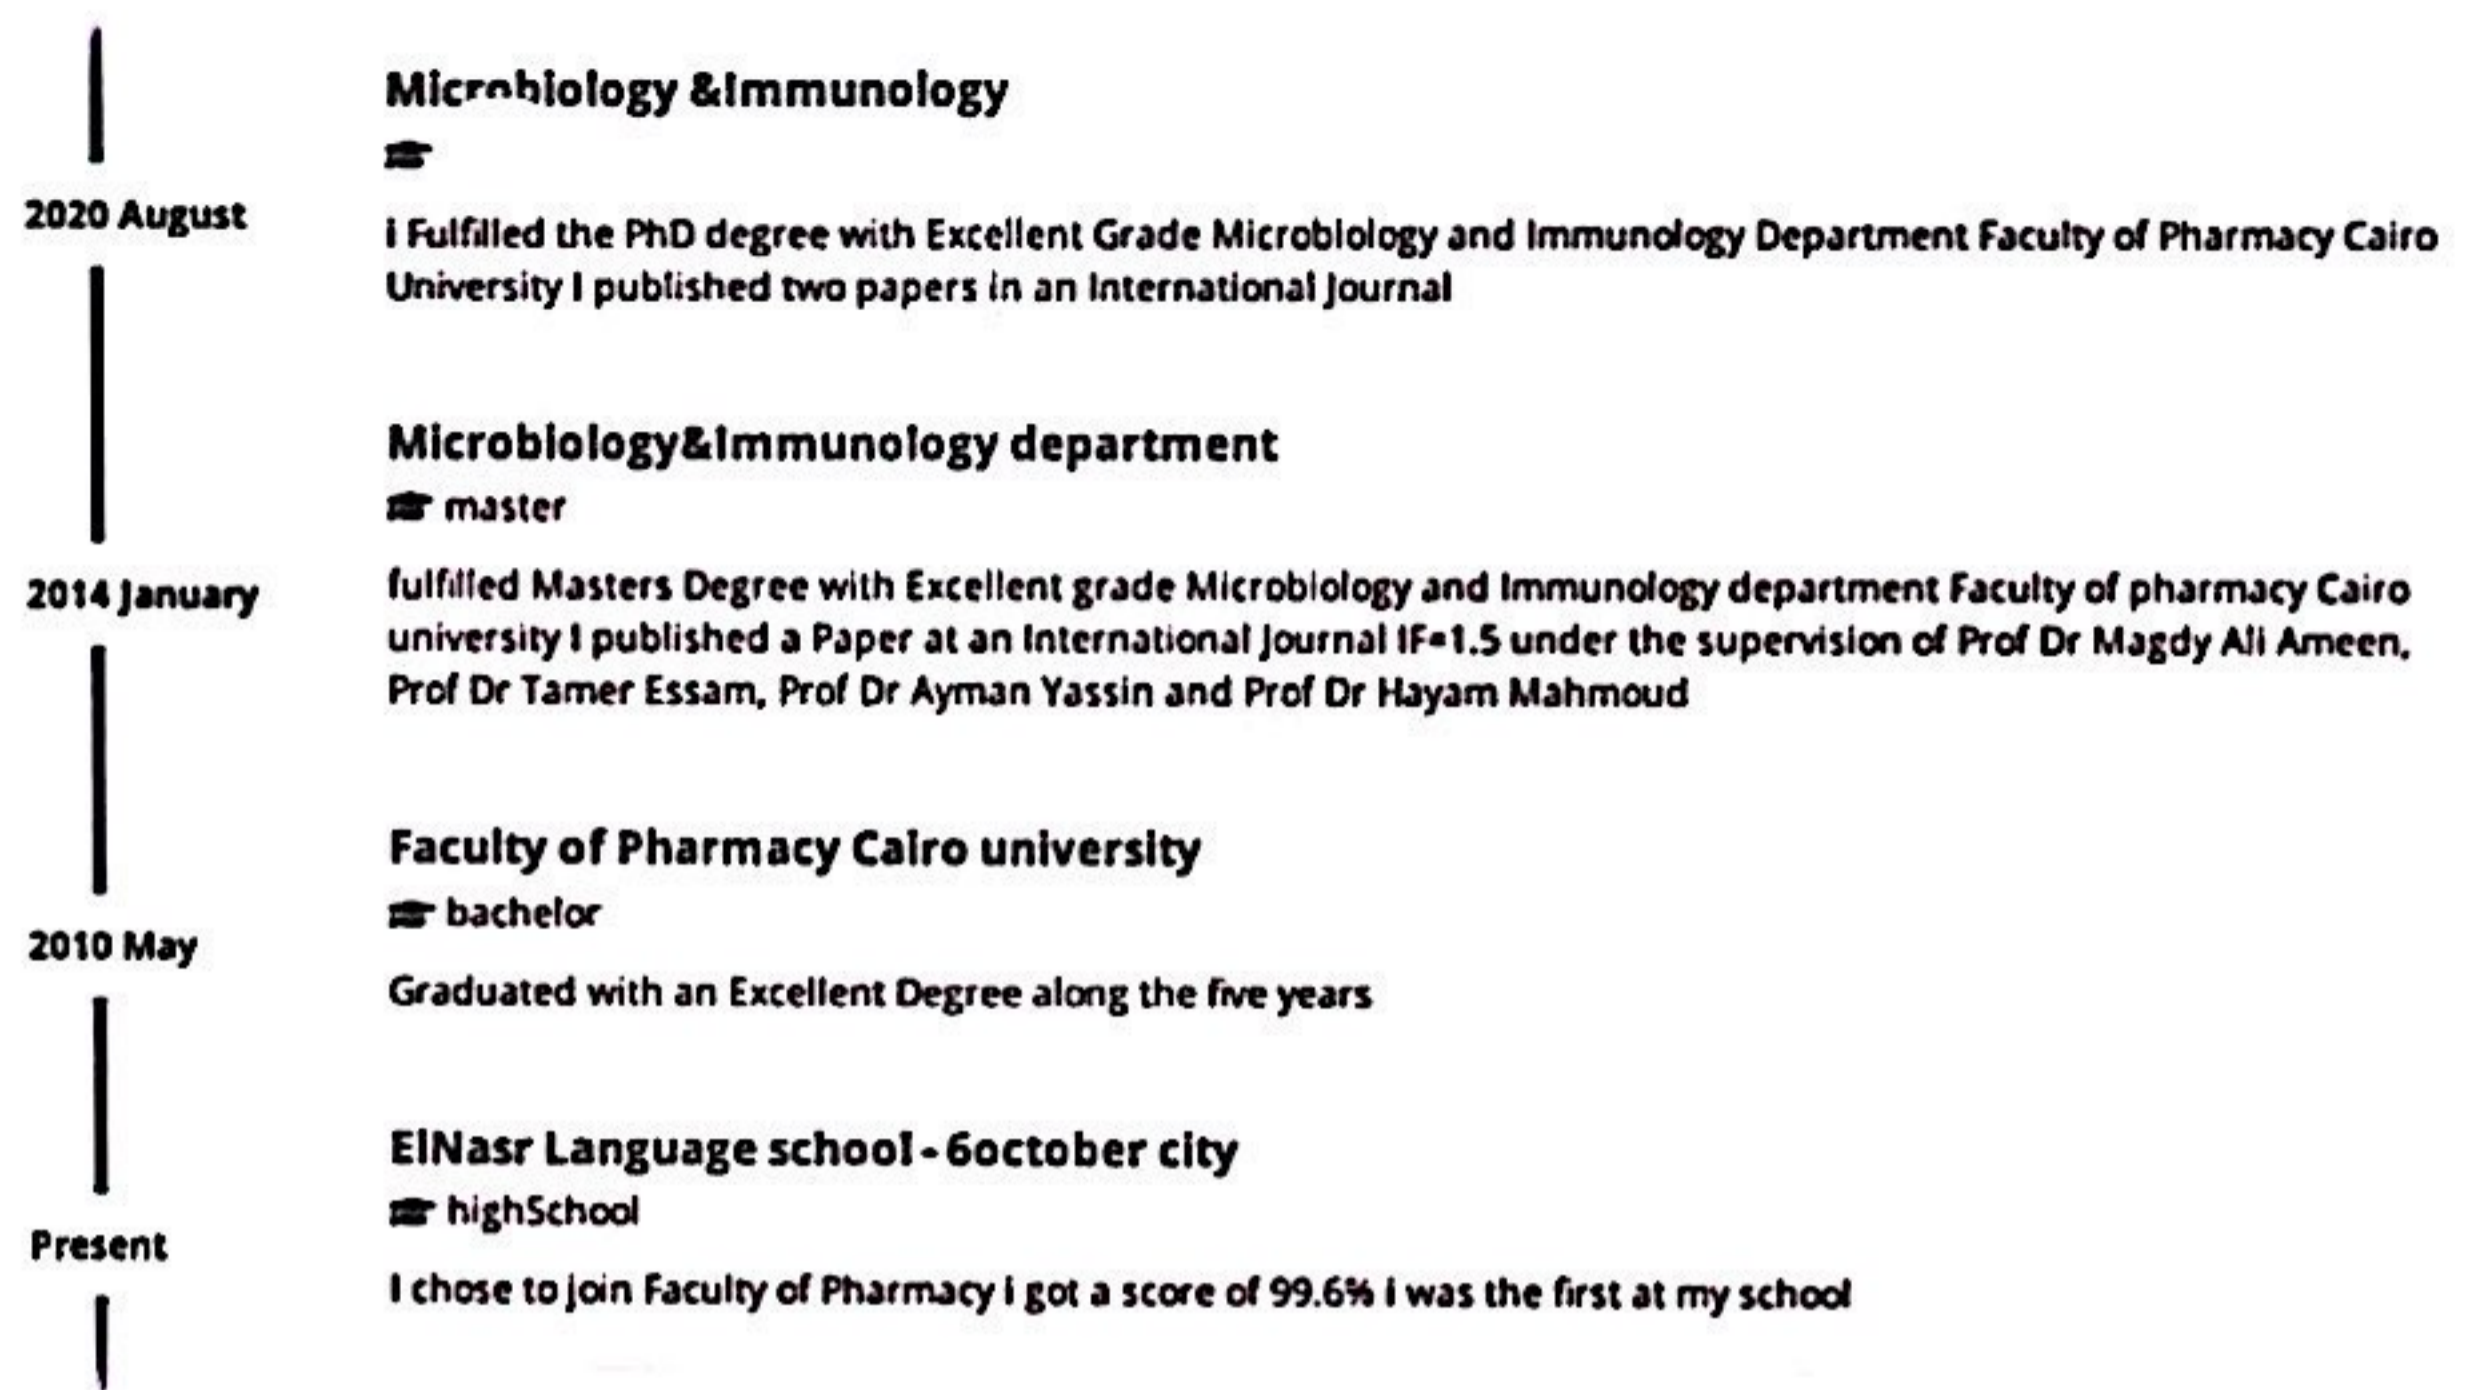 Microbiology &Immunology
2020 August
i Fulfilled the PhD degree with Excellent Grade Microbiology and Immunology Department Faculty of Pharmacy Cairo
University I published two papers in an International Journal
Microbiology&Immunology department
master
2014 January
fulfilled Masters Degree with Excellent grade Microbiology and Immunology department Faculty of pharmacy Cairo
university I published a Paper at an International Journal IF=1.5 under the supervision of Prof Dr Magdy Ali Ameen,
Prof Dr Tamer Essam, Prof Dr Ayman Yassin and Prof Dr Hayam Mahmoud
Faculty of Pharmacy Cairo university
bachelor
2010 May
Graduated with an Excellent Degree along the five years
ElNasr Language school - 6october city
highSchool
Present
I chose to join Faculty of Pharmacy i got a score of 99.6% i was the first at my school